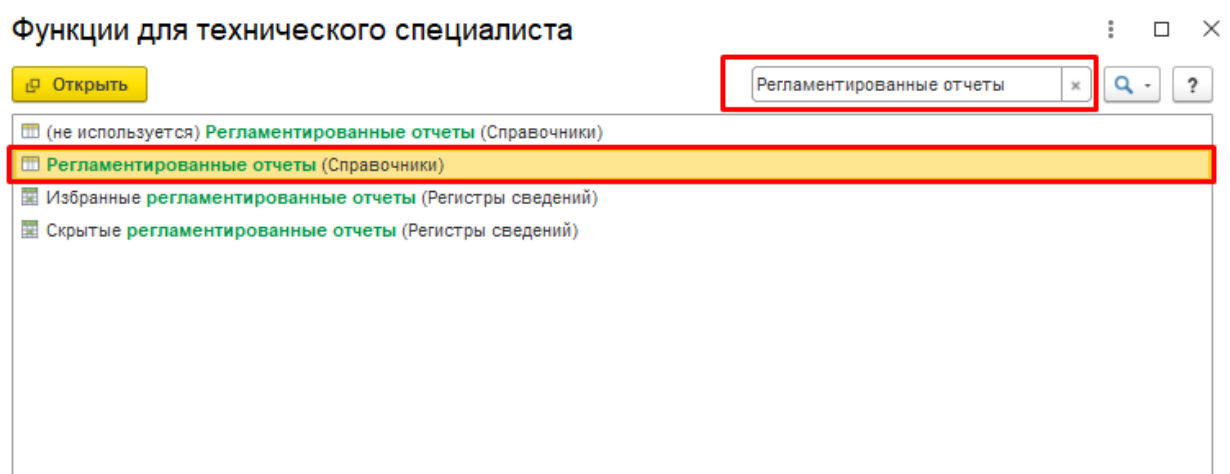 Функции для технического специалиста
Открыть
Регламентированные отчеты
×
?
(не используется) Регламентированные отчеты (Справочники)
Регламентированные отчеты (Справочники)
Избранные регламентированные отчеты (Регистры сведений)
Скрытые регламентированные отчеты (Регистры сведений)